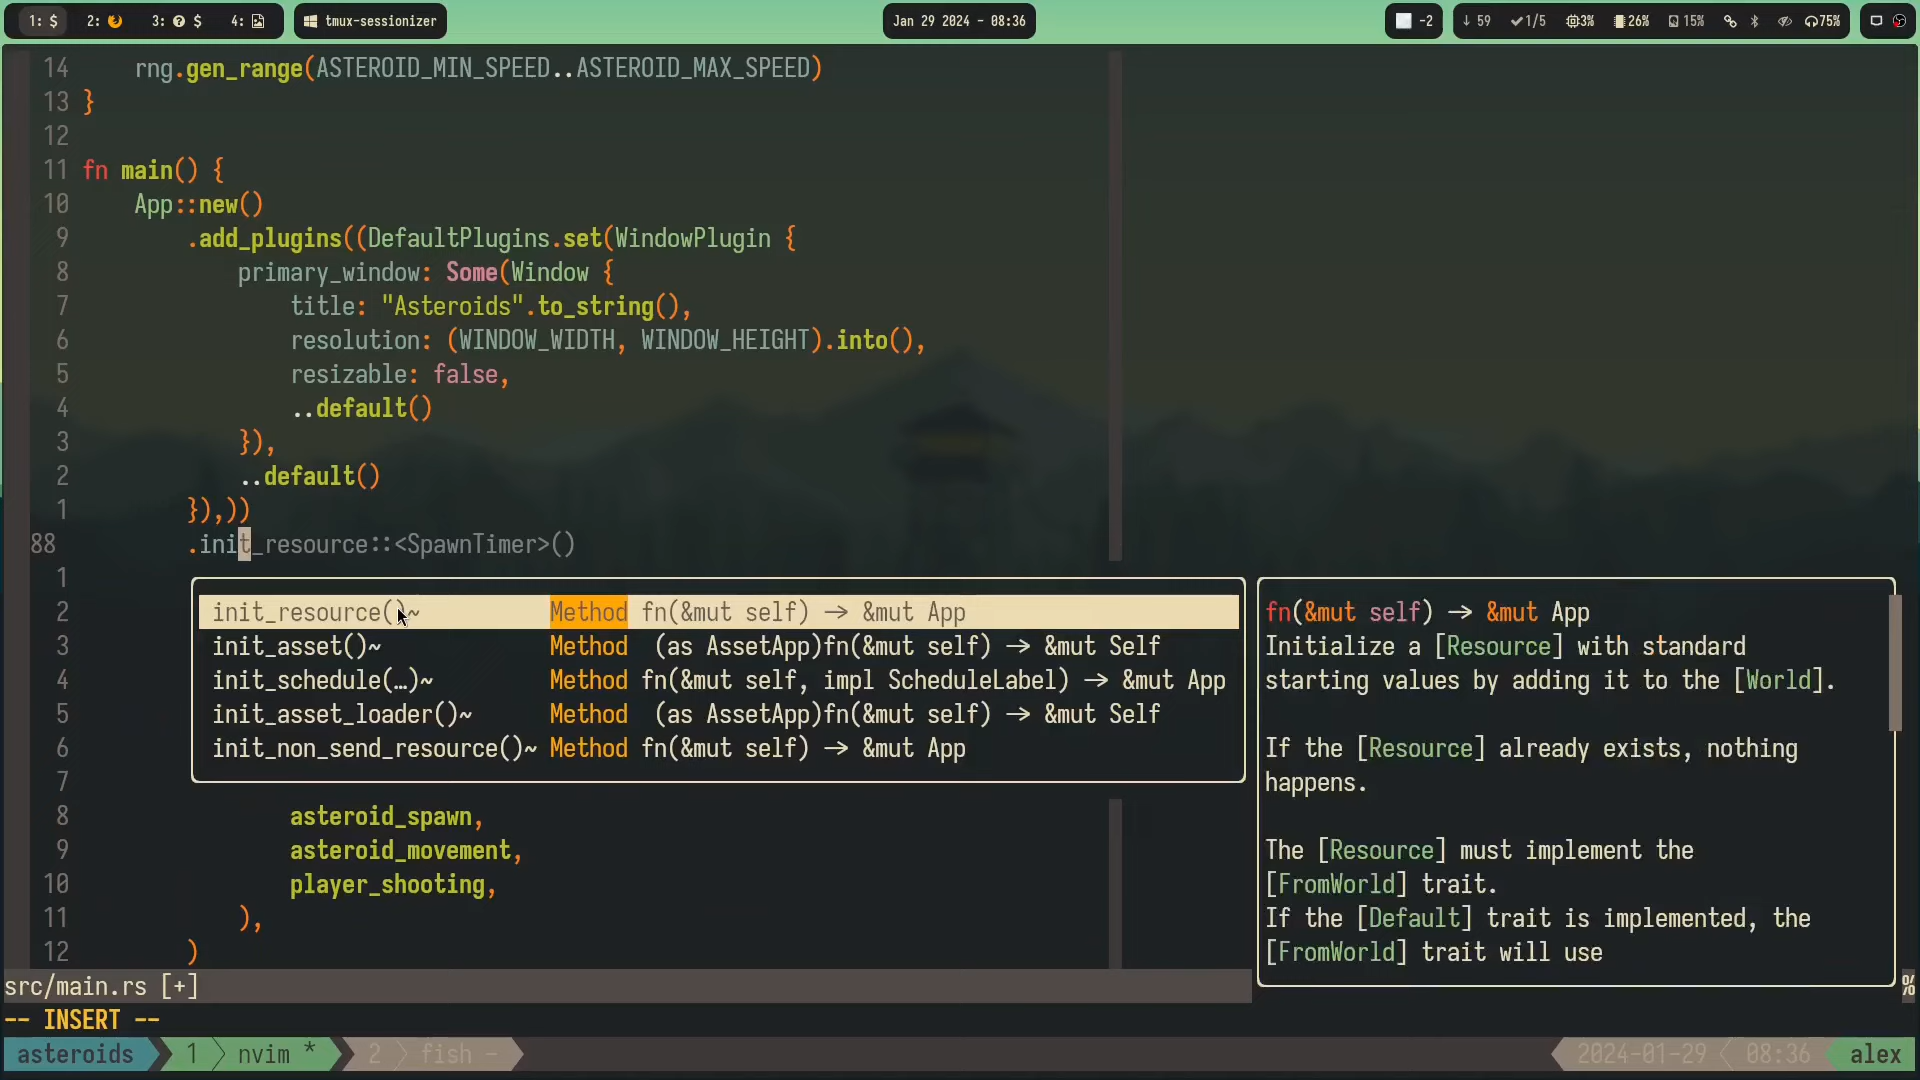 1: $ 2: 3: $ 4: tmux-sessionizer Jan 29 2024 - 08:36 -2 ↓ 59 ✓1/5 3% 26% 15% 75%
14 rng.gen_range(ASTEROID_MIN_SPEED..ASTEROID_MAX_SPEED)
13 }
12
11 fn main() {
10 App::new()
9 .add_plugins((DefaultPlugins.set(WindowPlugin {
8 primary_window: Some(Window {
7 title: "Asteroids".to_string(),
6 resolution: (WINDOW_WIDTH, WINDOW_HEIGHT).into(),
5 resizable: false,
4 ..default()
3 }),
2 ..default()
1 }),))
88 .init_resource::<SpawnTimer>()
1
2 init_resource()~ Method fn(&mut self) → &mut App
3 init_asset()~ Method (as AssetApp)fn(&mut self) → &mut Self
4 init_schedule(…)~ Method fn(&mut self, impl ScheduleLabel) → &mut App
5 init_asset_loader()~ Method (as AssetApp)fn(&mut self) → &mut Self
6 init_non_send_resource()~ Method fn(&mut self) → &mut App
7
8 asteroid_spawn,
9 asteroid_movement,
10 player_shooting,
11 ),
12 )
fn(&mut self) → &mut App
Initialize a [Resource] with standard
starting values by adding it to the [World].
If the [Resource] already exists, nothing
happens.
The [Resource] must implement the
[FromWorld] trait.
If the [Default] trait is implemented, the
[FromWorld] trait will use
src/main.rs [+] %
-- INSERT --
asteroids 1 nvim * 2 fish - 2024-01-29 08:36 alex